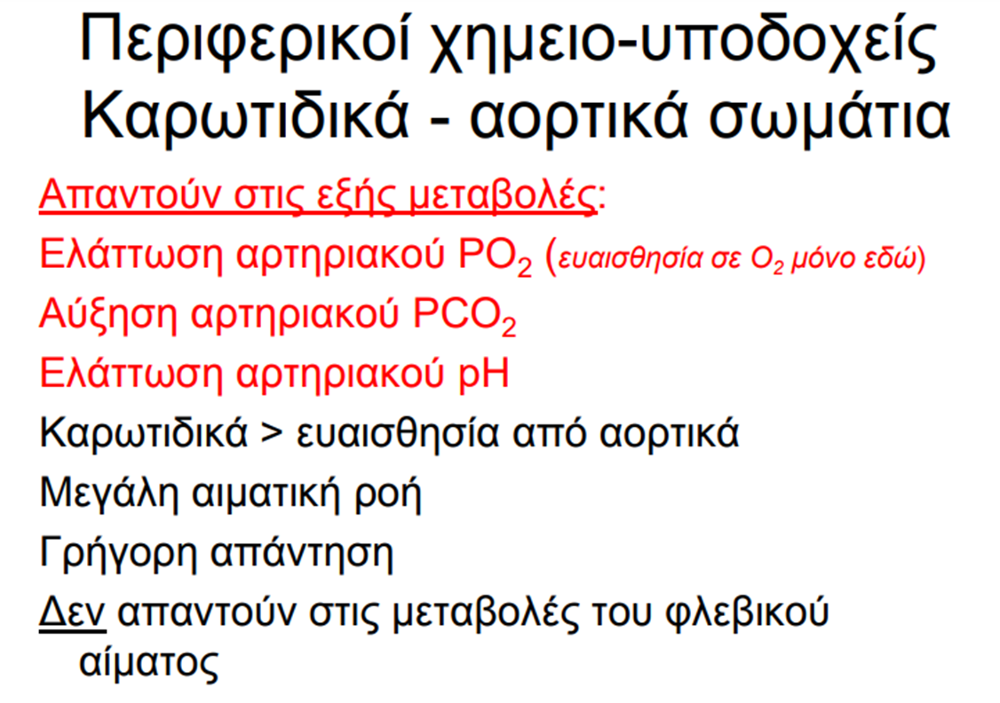 Περιφερικοί χημειο-υποδοχείς
Καρωτιδικά - αορτικά σωμάτια
Απαντούν στις εξής μεταβολές:
Ελάττωση αρτηριακού PO₂ (ευαισθησία σε O₂ μόνο εδώ)
Αύξηση αρτηριακού PCO₂
Ελάττωση αρτηριακού pH
Καρωτιδικά > ευαισθησία από αορτικά
Μεγάλη αιματική ροή
Γρήγορη απάντηση
Δεν απαντούν στις μεταβολές του φλεβικού
αίματος